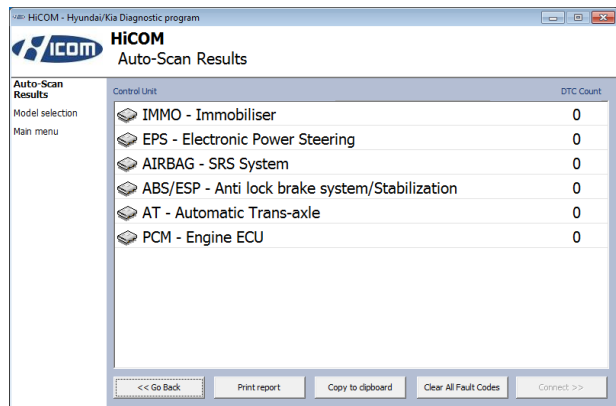 HiCOM - Hyundai/Kia Diagnostic program
HICOM
HiCOM
Auto-Scan Results
Auto-Scan
Results
Model selection
Main menu
Control Unit DTC Count
IMMO - Immobiliser 0
EPS - Electronic Power Steering 0
AIRBAG - SRS System 0
ABS/ESP - Anti lock brake system/Stabilization 0
AT - Automatic Trans-axle 0
PCM - Engine ECU 0
<< Go Back Print report Copy to clipboard Clear All Fault Codes Connect >>